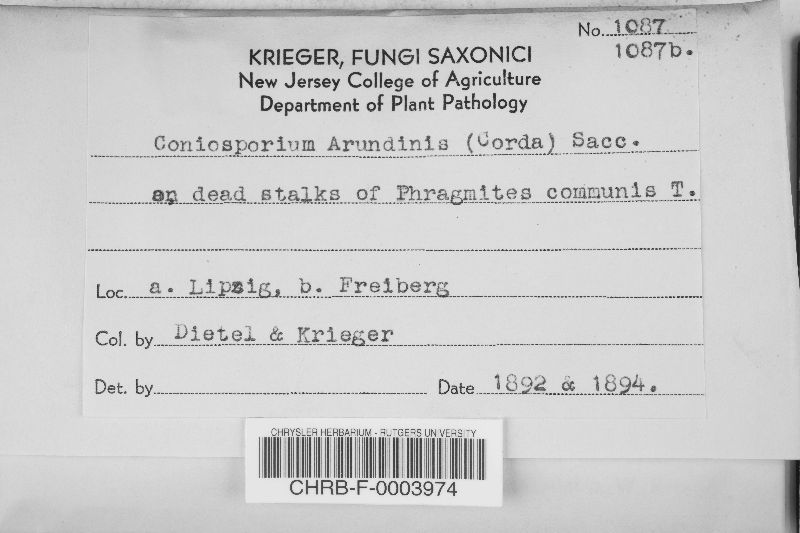 No. 1087
1087b.
KRIEGER, FUNGI SAXONICI
New Jersey College of Agriculture
Department of Plant Pathology
Coniosporium Arundinis (Corda) Sacc.
on dead stalks of Phragmites communis T.
Loc. a. Lipzig, b. Freiberg
Col. by Dietel & Krieger
Det. by Date 1892 & 1894.
CHRYSLER HERBARIUM - RUTGERS UNIVERSITY
CHRB-F-0003974